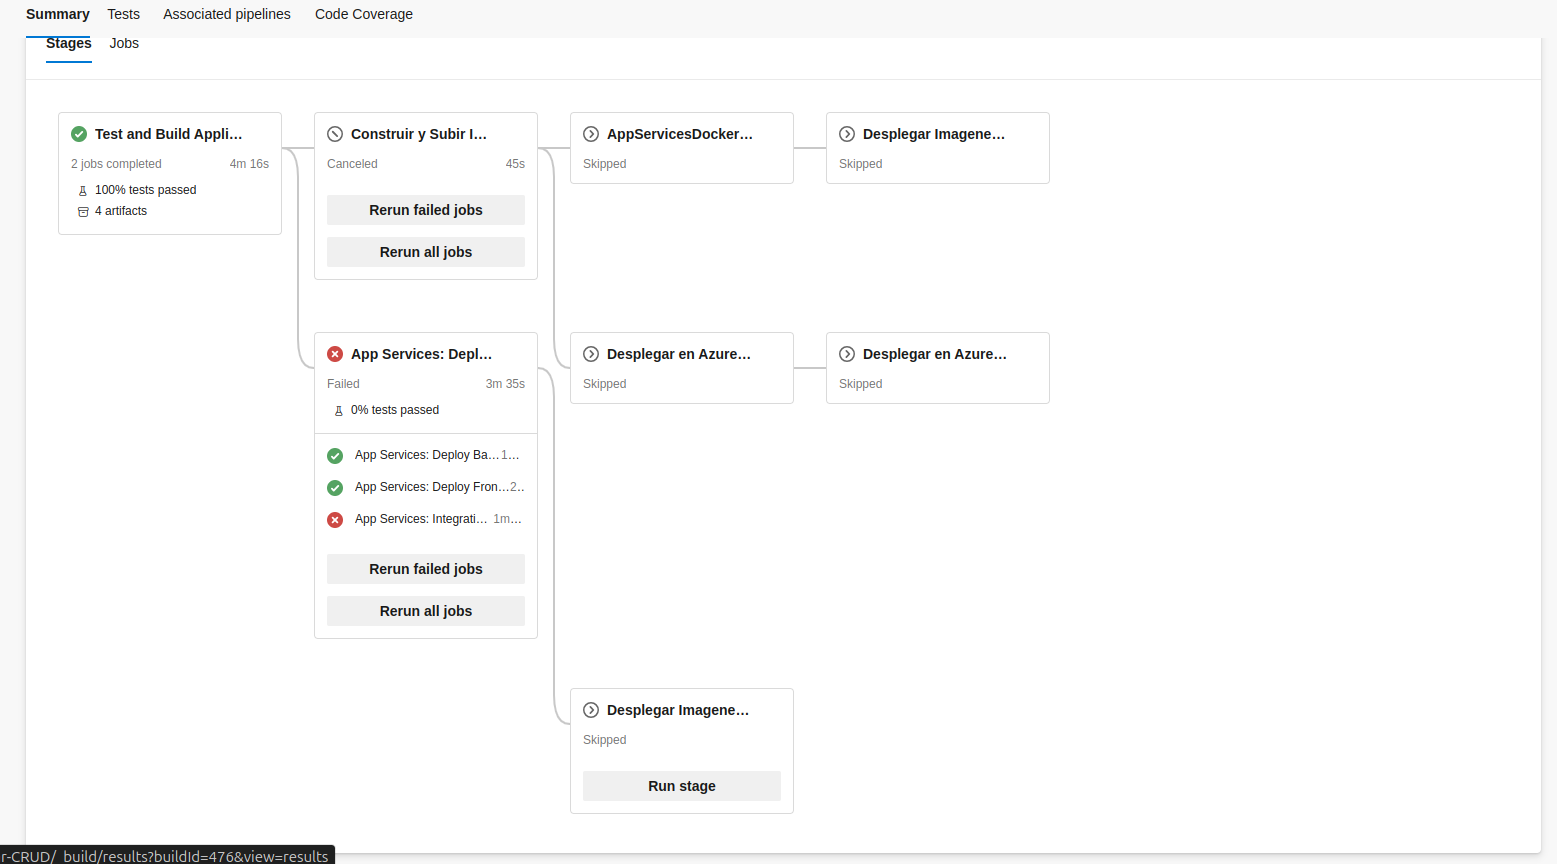 Summary Tests Associated pipelines Code Coverage
Stages Jobs
Test and Build Appli...
2 jobs completed 4m 16s
100% tests passed
4 artifacts
Construir y Subir I...
Canceled 45s
Rerun failed jobs
Rerun all jobs
AppServicesDocker...
Skipped
Desplegar Imagene...
Skipped
App Services: Depl...
Failed 3m 35s
0% tests passed
App Services: Deploy Ba... 1...
App Services: Deploy Fron... 2..
App Services: Integrati... 1m...
Rerun failed jobs
Rerun all jobs
Desplegar en Azure...
Skipped
Desplegar en Azure...
Skipped
Desplegar Imagene...
Skipped
Run stage
r-CRUD/_build/results?buildId=476&view=results